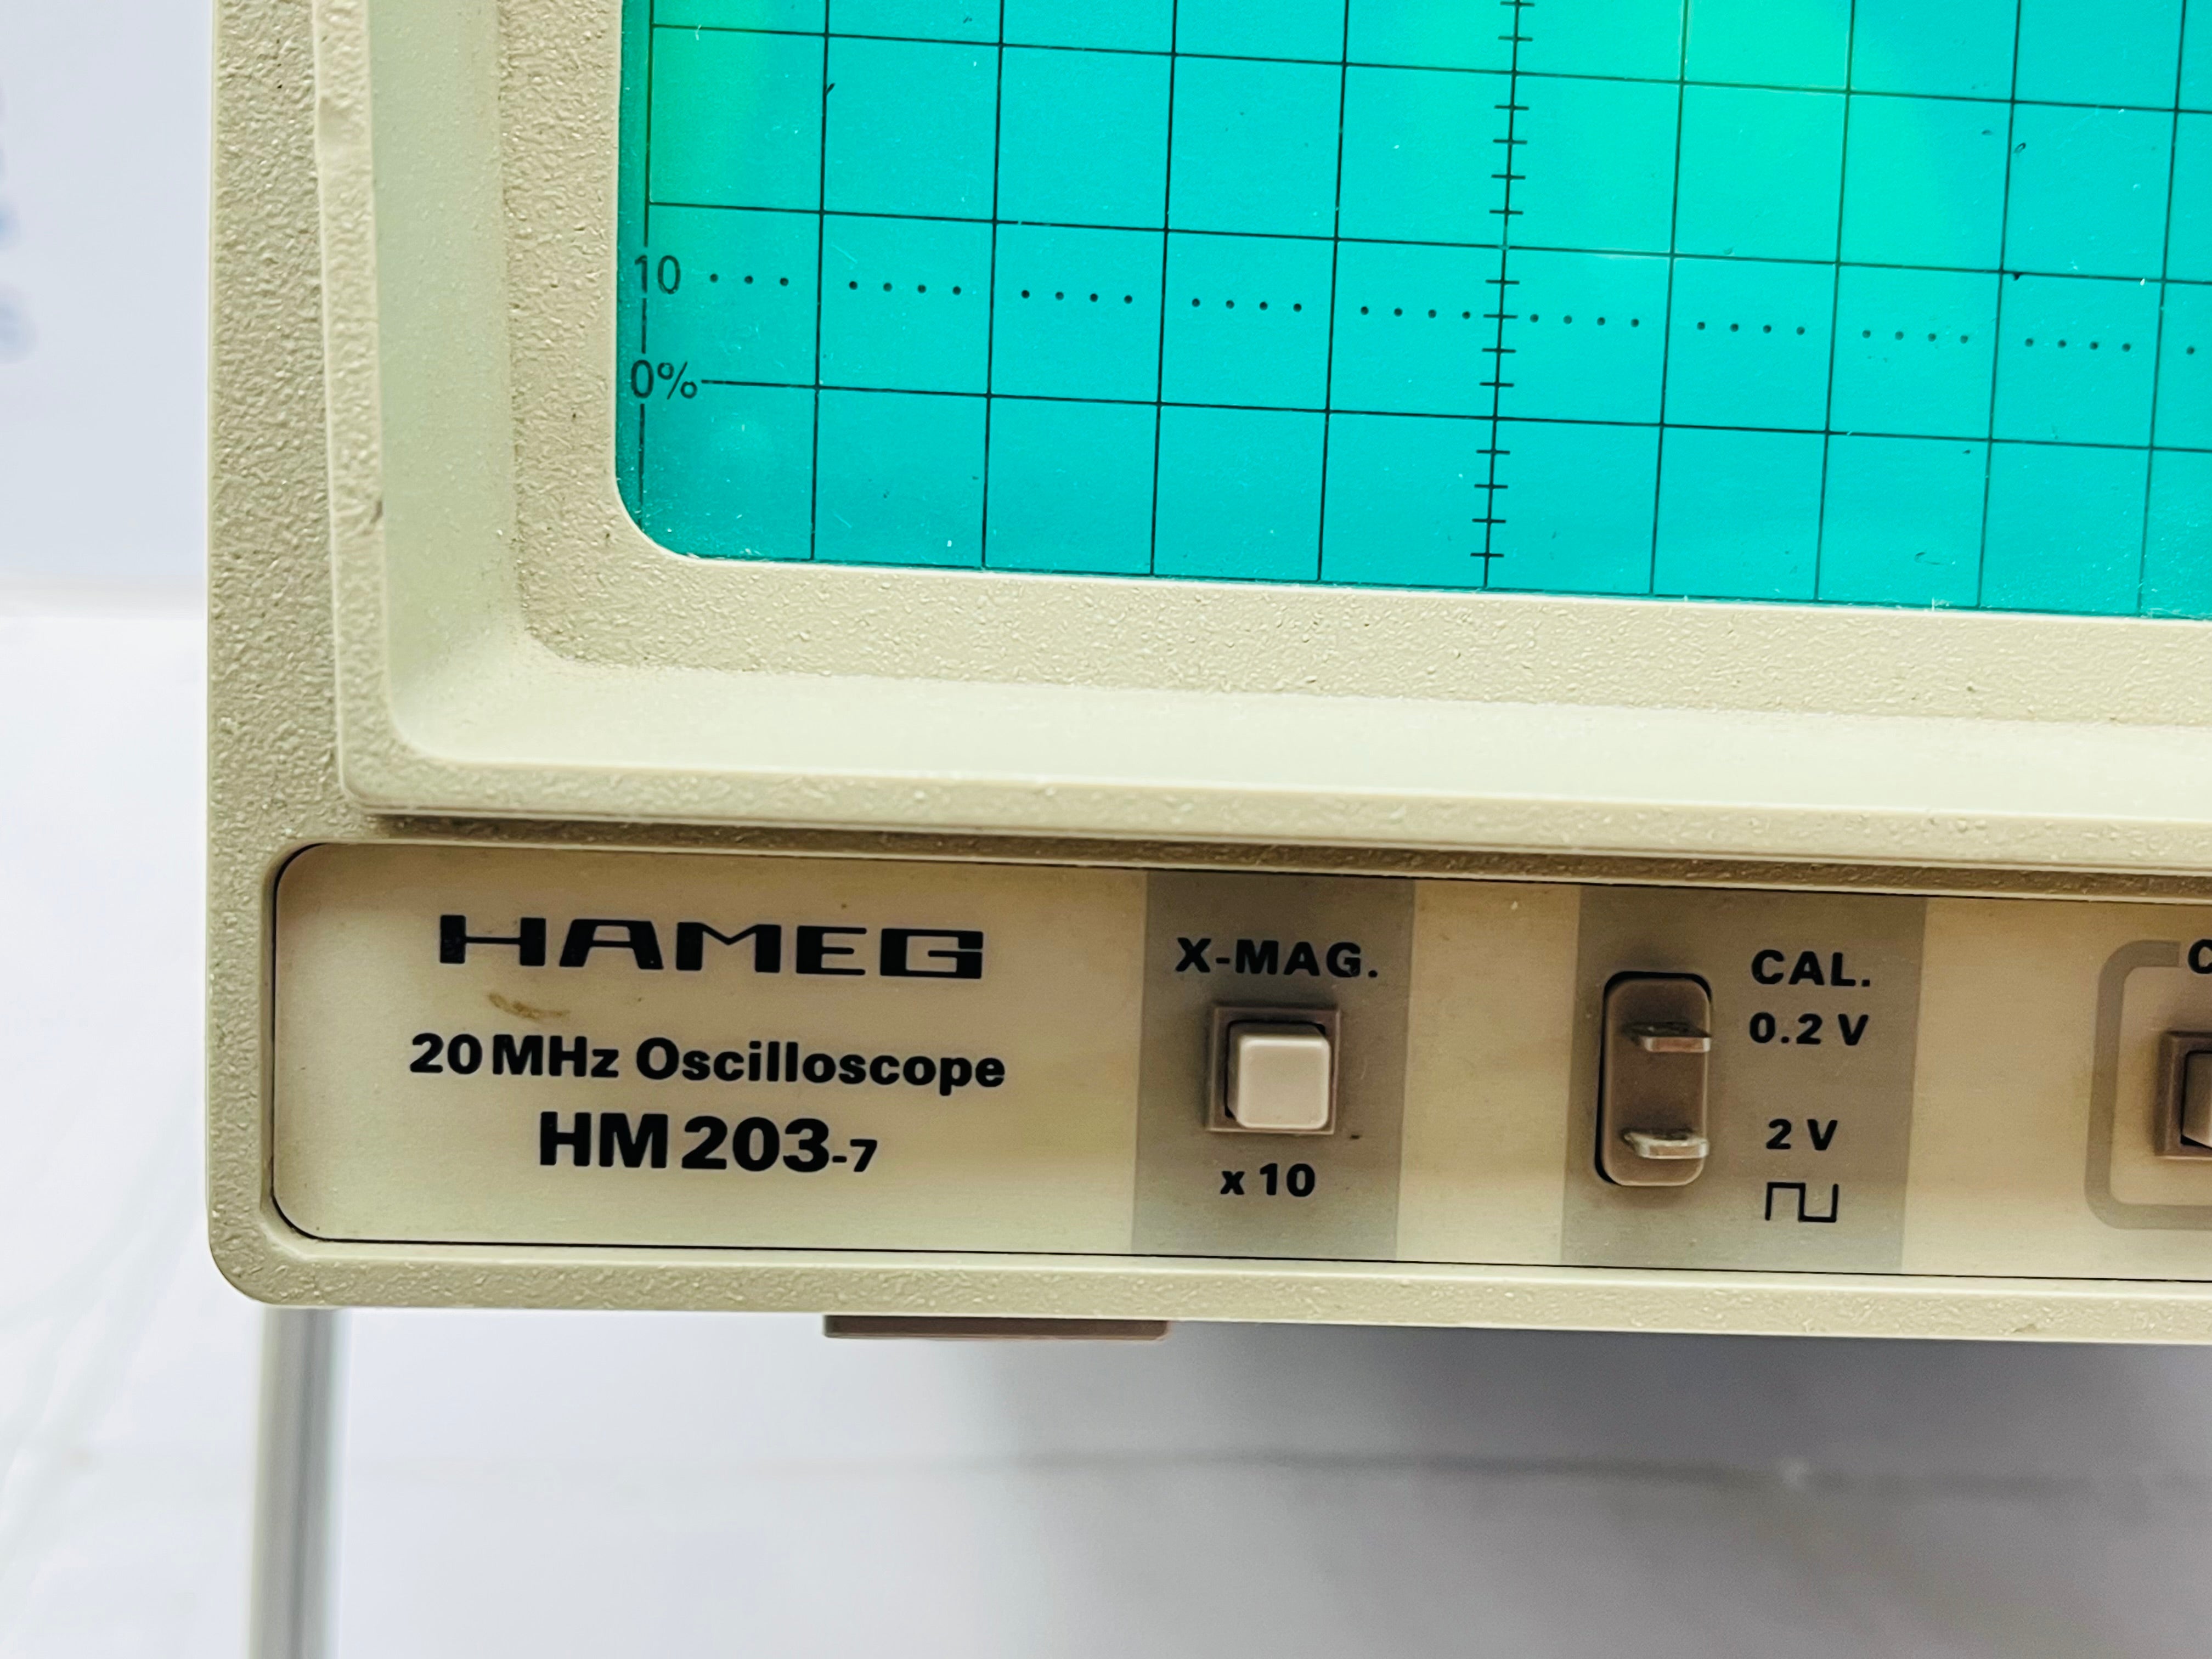 10
0%
HAMEG
20 MHz Oscilloscope
HM 203-7
X-MAG.
x 10
CAL.
0.2 V
2 V